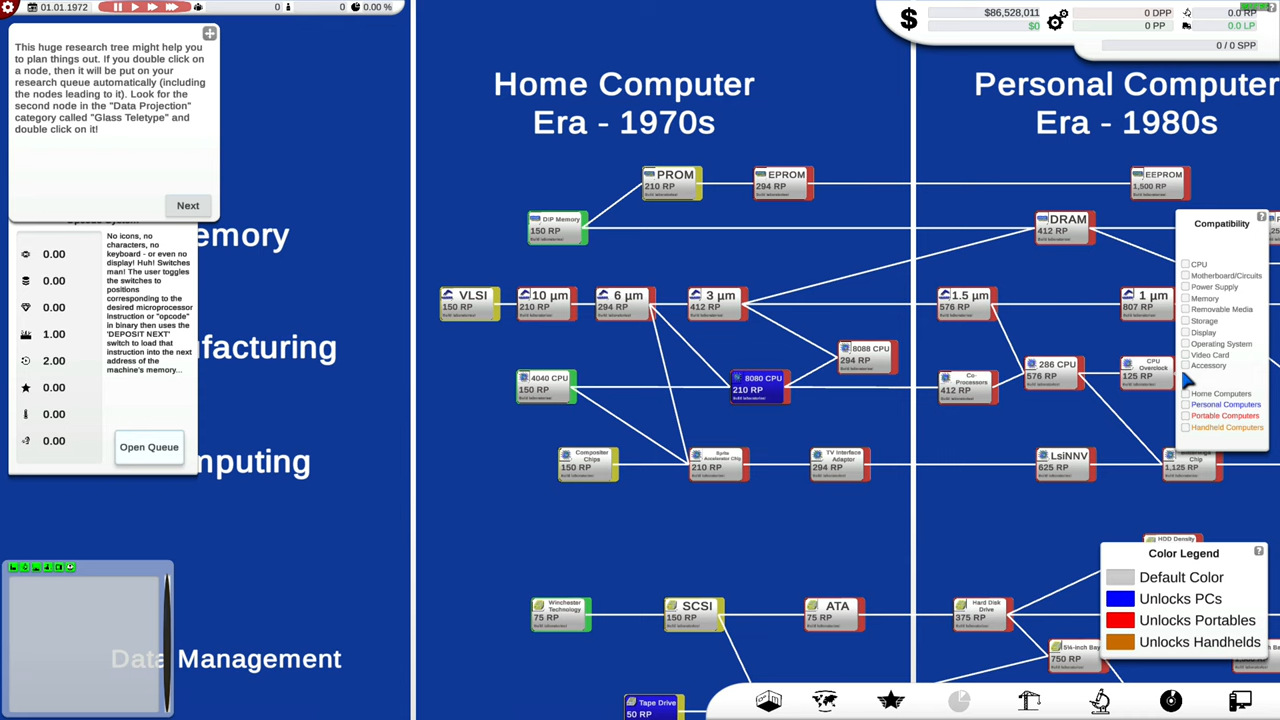 01.01.1972
0
0
0.00 %
$
$86,528,011
$0
0 DPP
0 PP
0.0 RP
0.0 LP
0 / 0 SPP
This huge research tree might help you
to plan things out. If you double click on
a node, then it will be put on your
research queue automatically (including
the nodes leading to it). Look for the
second node in the "Data Projection"
category called "Glass Teletype" and
double click on it!
Next
0.00
0.00
0.00
1.00
2.00
0.00
0.00
0.00
No icons, no
characters, no
keyboard - or even no
display! Huh! Switches
man! The user toggles
the switches to
positions
corresponding to the
desired microprocessor
instruction or "opcode"
in binary then uses the
'DEPOSIT NEXT'
switch to load that
instruction into the next
address of the
machine's memory...
Open Queue
emory
ufacturing
mputing
Data Management
Home Computer
Era - 1970s
Personal Computer
Era - 1980s
PROM
210 RP
EPROM
294 RP
EEPROM
1,500 RP
DIP Memory
150 RP
DRAM
412 RP
VLSI
150 RP
10 µm
210 RP
6 µm
294 RP
3 µm
412 RP
1.5 µm
576 RP
1 µm
807 RP
8088 CPU
294 RP
4040 CPU
150 RP
8080 CPU
210 RP
Co-
Processors
412 RP
286 CPU
576 RP
CPU
Overclock
125 RP
Compositor
Chips
150 RP
Sprite
Accelerator Chip
210 RP
TV Interface
Adaptor
294 RP
LsiNNV
625 RP
1,125 RP
Winchester
Technology
75 RP
SCSI
150 RP
ATA
75 RP
Hard Disk
Drive
375 RP
HDD Density
5¼-inch Bay
750 RP
Tape Drive
50 RP
Compatibility
CPU
Motherboard/Circuits
Power Supply
Memory
Removable Media
Storage
Display
Operating System
Video Card
Accessory
Home Computers
Personal Computers
Portable Computers
Handheld Computers
Color Legend
Default Color
Unlocks PCs
Unlocks Portables
Unlocks Handhelds